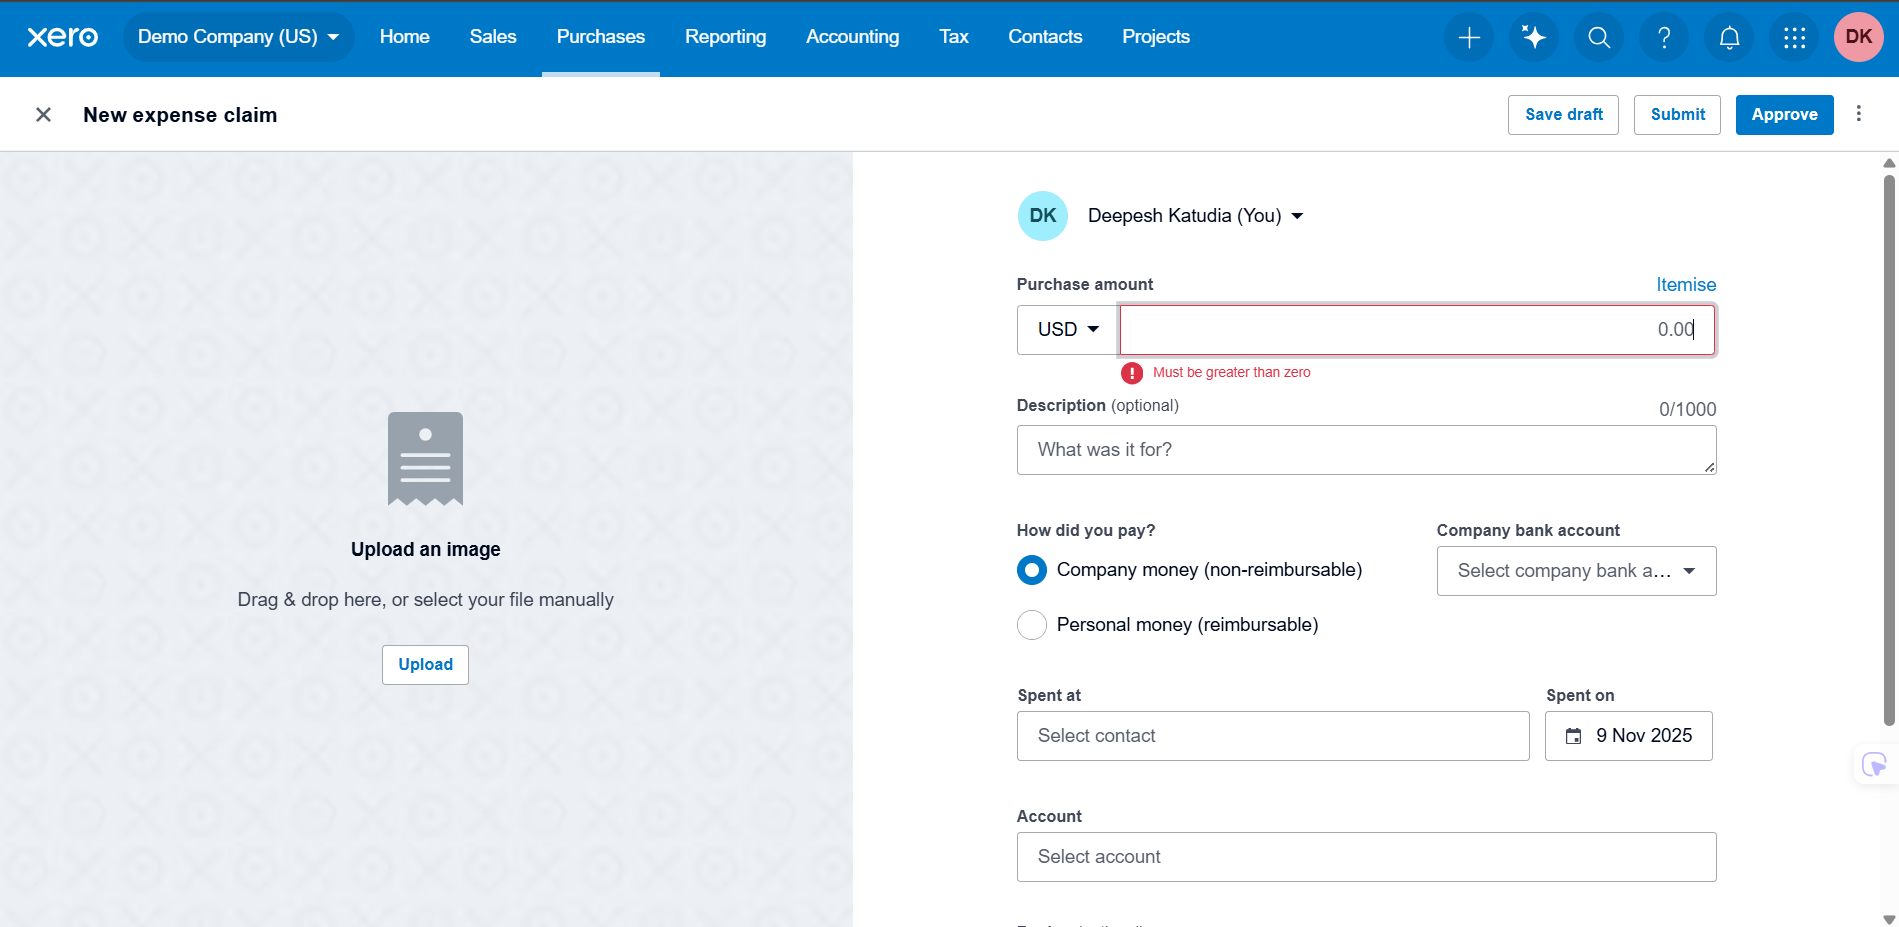 xero
Demo Company (US)
Home
Sales
Purchases
Reporting
Accounting
Tax
Contacts
Projects
DK
New expense claim
Save draft
Submit
Approve
Upload an image
Drag & drop here, or select your file manually
Upload
DK
Deepesh Katudia (You)
Purchase amount
Itemise
USD
0.00
Must be greater than zero
Description (optional)
0/1000
What was it for?
How did you pay?
Company money (non-reimbursable)
Personal money (reimbursable)
Company bank account
Select company bank a...
Spent at
Select contact
Spent on
9 Nov 2025
Account
Select account